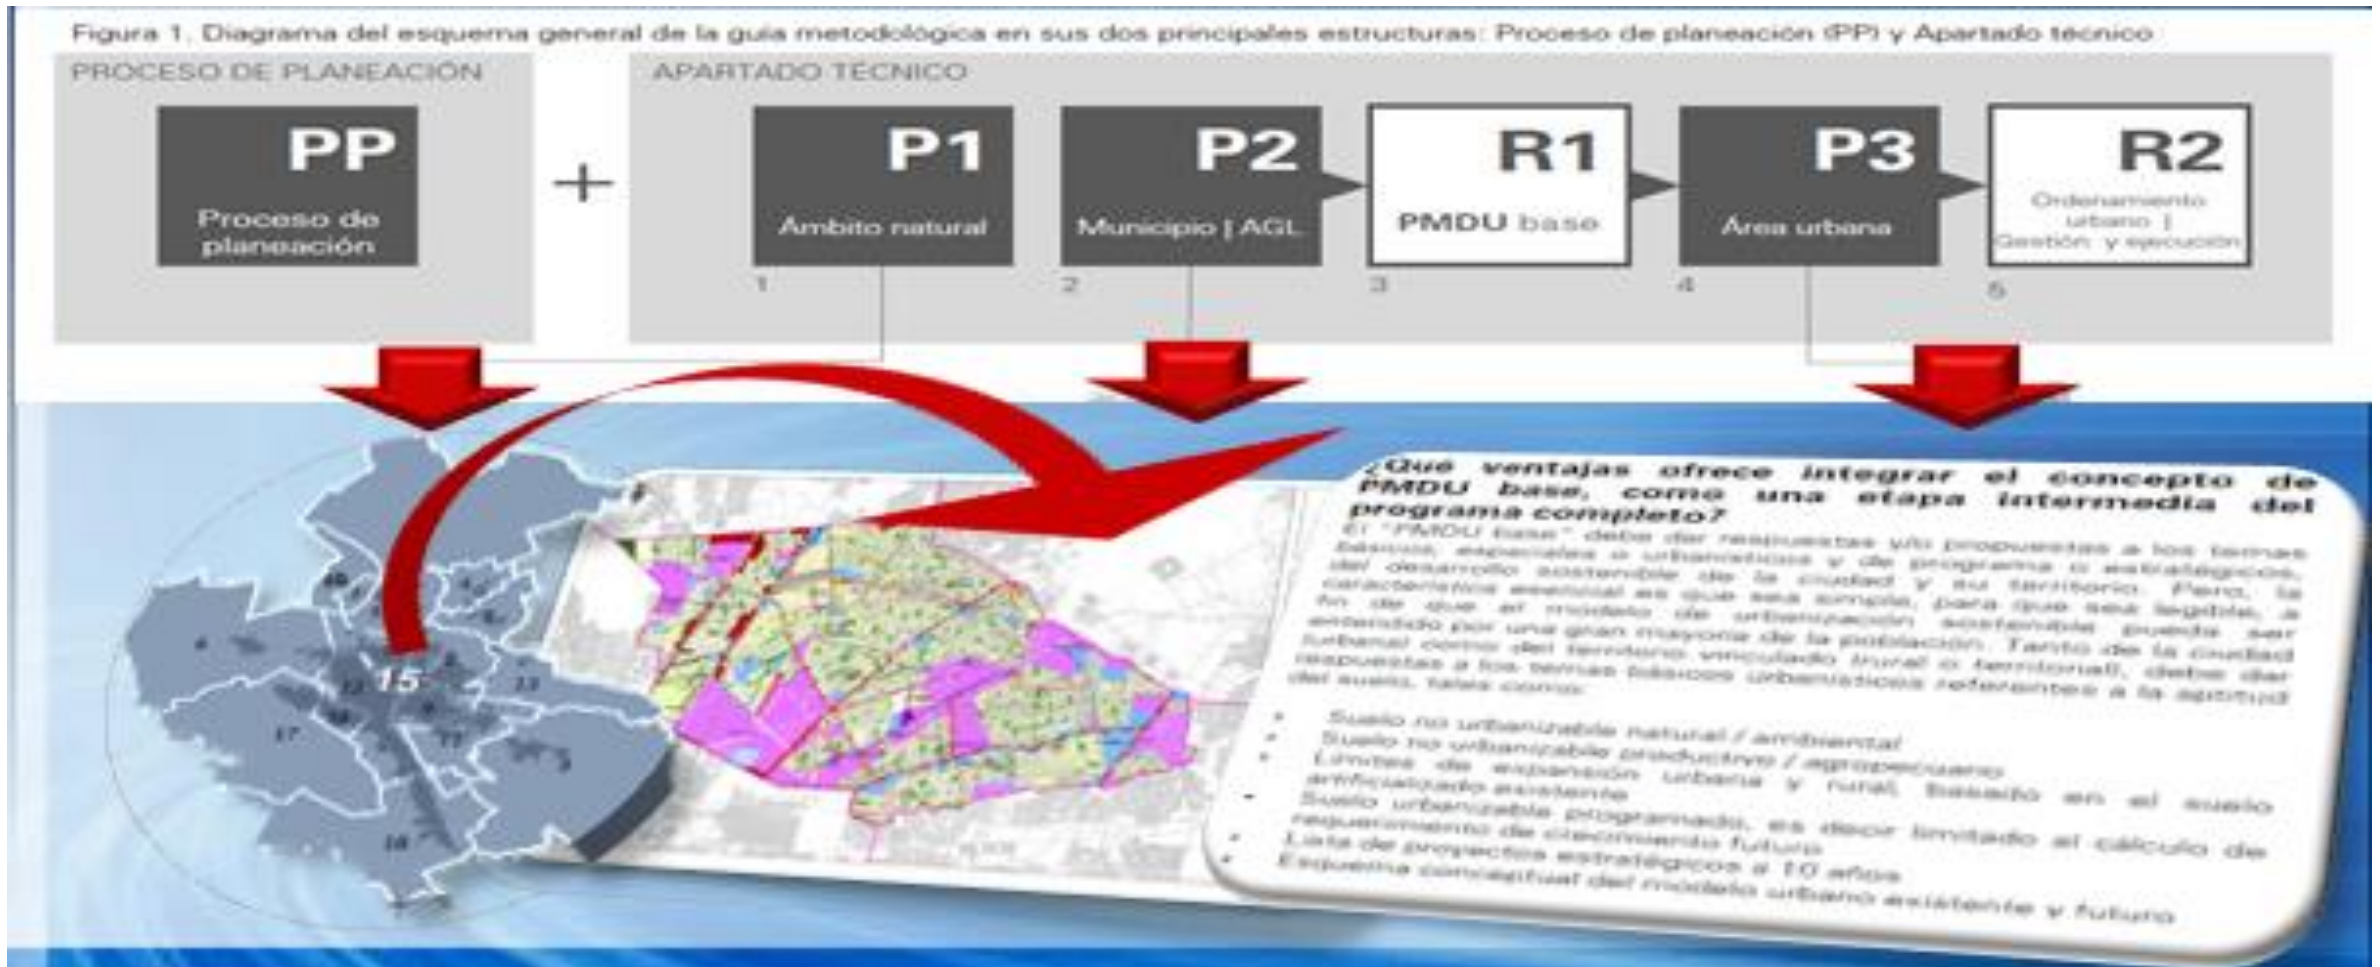 Figura 1. Diagrama del esquema general de la guía metodológica en sus dos principales estructuras: Proceso de planeación (PP) y Apartado técnico
PROCESO DE PLANEACIÓN
APARTADO TÉCNICO
PP
Proceso de
planeación
+
P1
Ámbito natural
P2
Municipio | AGL
R1
PMDU base
P3
Área urbana
R2
Ordenamiento
urbano |
Gestión y ejecución
1
2
3
4
5
¿Qué ventajas ofrece integrar el concepto de
PMDU base, como una etapa intermedia del
programa completo?
El "PMDU base" debe dar respuestas y/o propuestas a los temas
básicos, especiales o urbanísticos y de programa o estratégicos,
del desarrollo sostenible de la ciudad y su territorio. Pero, la
característica esencial es que sea simple, para que sea legible, a
fin de que el modelo de urbanización sostenible pueda ser
entendido por una gran mayoría de la población. Tanto de la ciudad
(urbana) como del territorio vinculado (rural o territorial), debe dar
respuestas a los temas básicos urbanísticos referentes a la aptitud
del suelo, tales como:
• Suelo no urbanizable natural / ambiental
• Suelo no urbanizable productivo / agropecuario
• Límites de expansión urbana y rural, basado en el suelo
artificializado existente
• Suelo urbanizable programado, es decir limitado al cálculo de
requerimiento de crecimiento futuro
• Lista de proyectos estratégicos a 10 años
• Esquema conceptual del modelo urbano existente y futuro
15
17
13